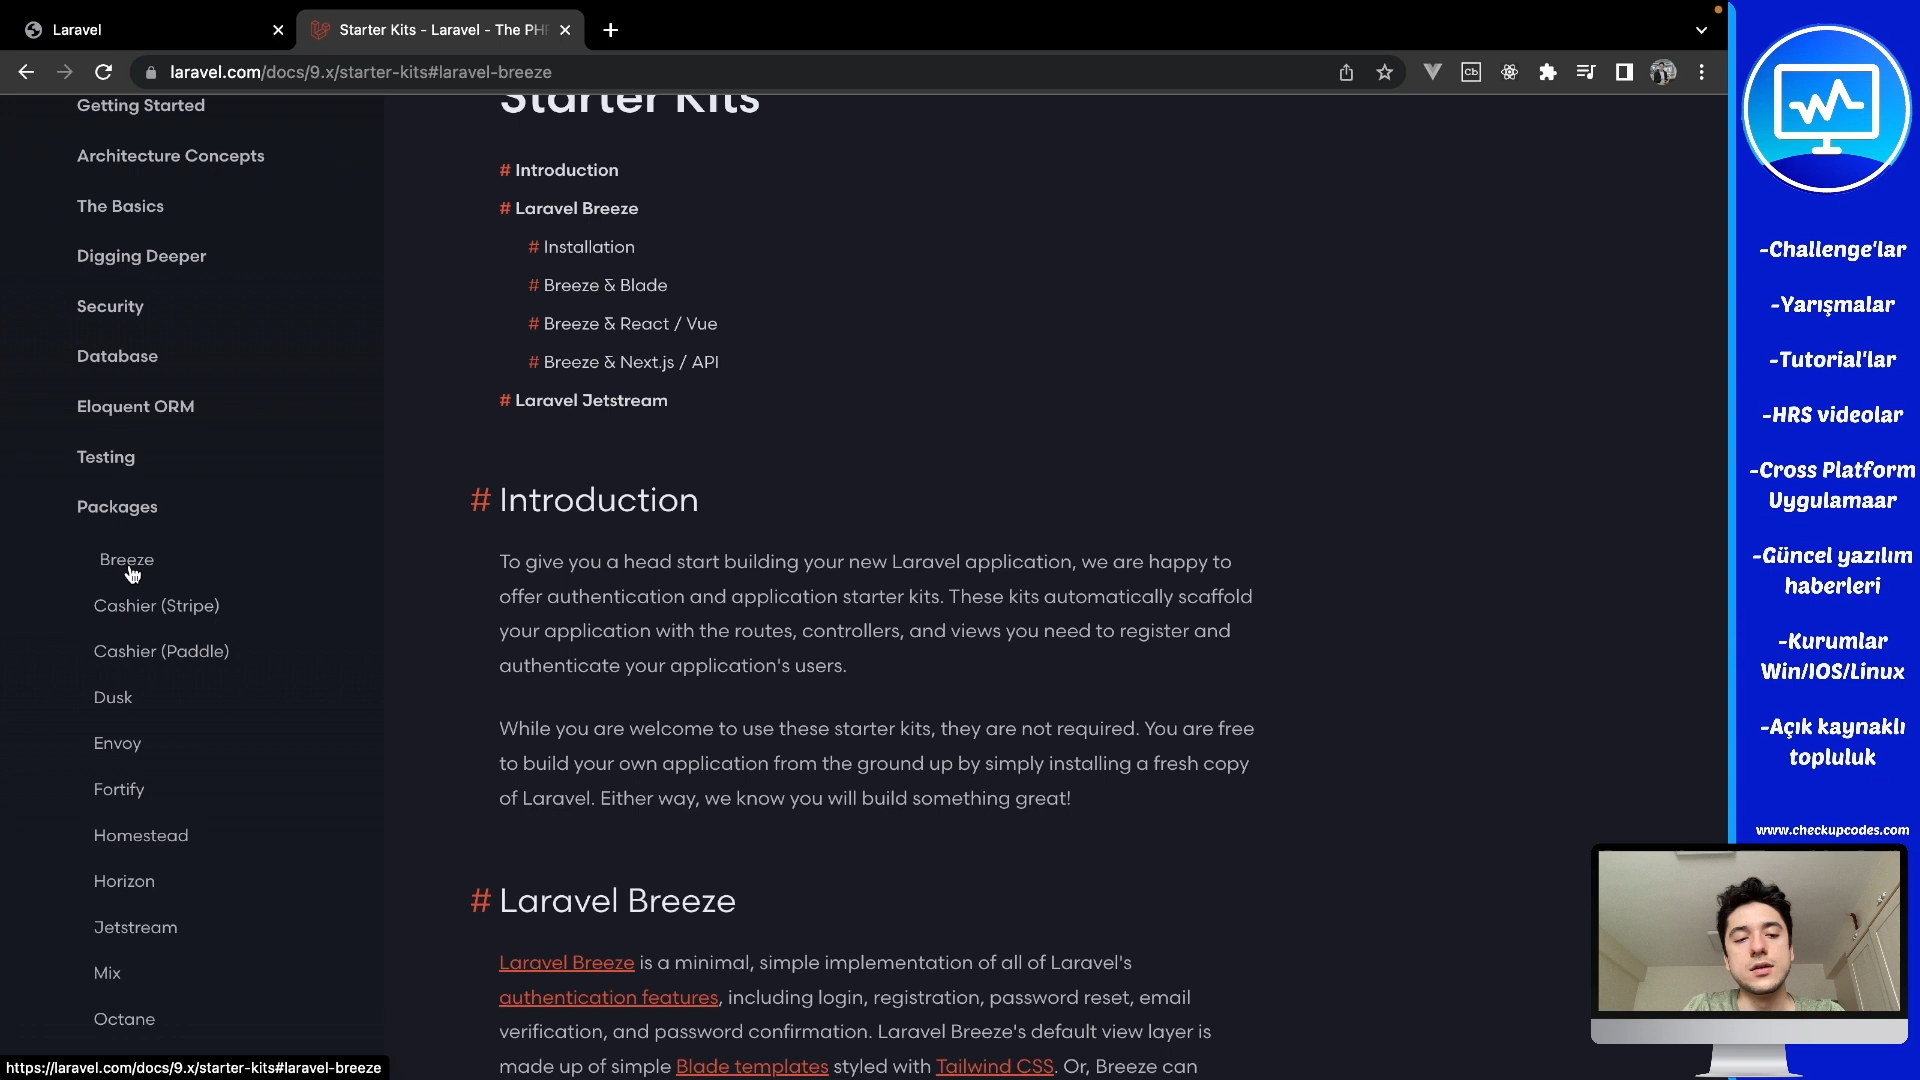 Laravel
Starter Kits - Laravel - The PHP
laravel.com/docs/9.x/starter-kits#laravel-breeze
Getting Started
Architecture Concepts
The Basics
Digging Deeper
Security
Database
Eloquent ORM
Testing
Packages
Breeze
Cashier (Stripe)
Cashier (Paddle)
Dusk
Envoy
Fortify
Homestead
Horizon
Jetstream
Mix
Octane
https://laravel.com/docs/9.x/starter-kits#laravel-breeze
Starter Kits
# Introduction
# Laravel Breeze
# Installation
# Breeze & Blade
# Breeze & React / Vue
# Breeze & Next.js / API
# Laravel Jetstream
# Introduction
To give you a head start building your new Laravel application, we are happy to
offer authentication and application starter kits. These kits automatically scaffold
your application with the routes, controllers, and views you need to register and
authenticate your application's users.
While you are welcome to use these starter kits, they are not required. You are free
to build your own application from the ground up by simply installing a fresh copy
of Laravel. Either way, we know you will build something great!
# Laravel Breeze
Laravel Breeze is a minimal, simple implementation of all of Laravel's
authentication features, including login, registration, password reset, email
verification, and password confirmation. Laravel Breeze's default view layer is
made up of simple Blade templates styled with Tailwind CSS. Or, Breeze can
-Challenge'lar
-Yarışmalar
-Tutorial'lar
-HRS videolar
-Cross Platform
Uygulamaar
-Güncel yazılım
haberleri
-Kurumlar
Win/IOS/Linux
-Açık kaynaklı
topluluk
www.checkupcodes.com